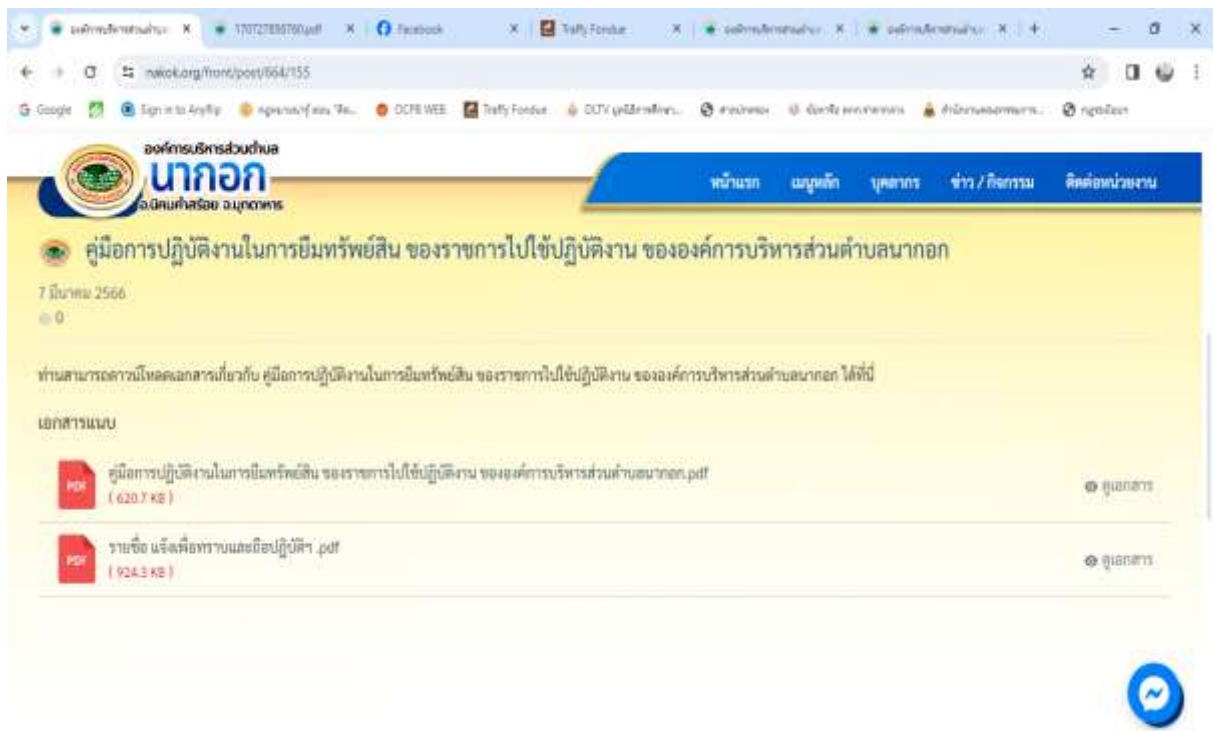 170727856760.pdf
Facebook
Traffy Fondue
nakok.org/front/post/664/155
Google
Sign in to Anyflip
OCPB WEB
Traffy Fondue
องค์การบริหารส่วนตำบล
นากอก
อ.นิคมคำสร้อย จ.มุกดาหาร
หน้าแรก เมนูหลัก บุคลากร ข่าว / กิจกรรม ติดต่อหน่วยงาน
คู่มือการปฏิบัติงานในการยืมทรัพย์สิน ของราชการไปใช้ปฏิบัติงาน ขององค์การบริหารส่วนตำบลนากอก
7 มีนาคม 2566
0
ท่านสามารถดาวน์โหลดเอกสารเกี่ยวกับ คู่มือการปฏิบัติงานในการยืมทรัพย์สิน ของราชการไปใช้ปฏิบัติงาน ขององค์การบริหารส่วนตำบลนากอก ได้ที่นี่
เอกสารแนบ
PDF คู่มือการปฏิบัติงานในการยืมทรัพย์สิน ของราชการไปใช้ปฏิบัติงาน ขององค์การบริหารส่วนตำบลนากอก.pdf
( 620.7 KB )
ดูเอกสาร
PDF รายชื่อ แจ้งเพื่อทราบและถือปฏิบัติฯ .pdf
( 924.3 KB )
ดูเอกสาร